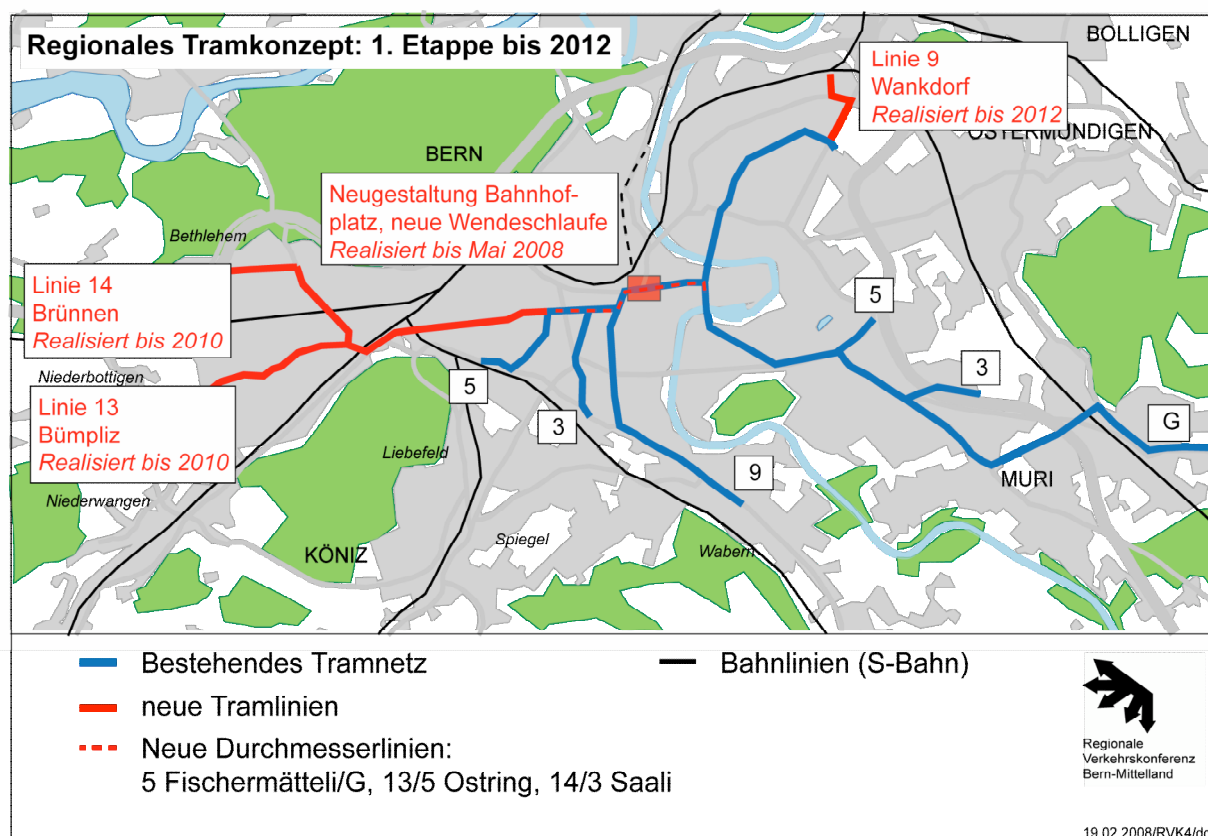 Regionales Tramkonzept: 1. Etappe bis 2012
BOLLIGEN
Linie 9
Wankdorf
Realisiert bis 2012
OSTERMUNDIGEN
BERN
Neugestaltung Bahnhof-
platz, neue Wendeschlaufe
Realisiert bis Mai 2008
Bethlehem
Linie 14
Brünnen
Realisiert bis 2010
5
3
Niederbottigen
5
3
G
Linie 13
Bümpliz
Realisiert bis 2010
Liebefeld
9
MURI
Niederwangen
KÖNIZ
Spiegel
Wabern
Bestehendes Tramnetz
Bahnlinien (S-Bahn)
neue Tramlinien
Neue Durchmesserlinien:
5 Fischermätteli/G, 13/5 Ostring, 14/3 Saali
Regionale
Verkehrskonferenz
Bern-Mittelland
19.02.2008/RVK4/do